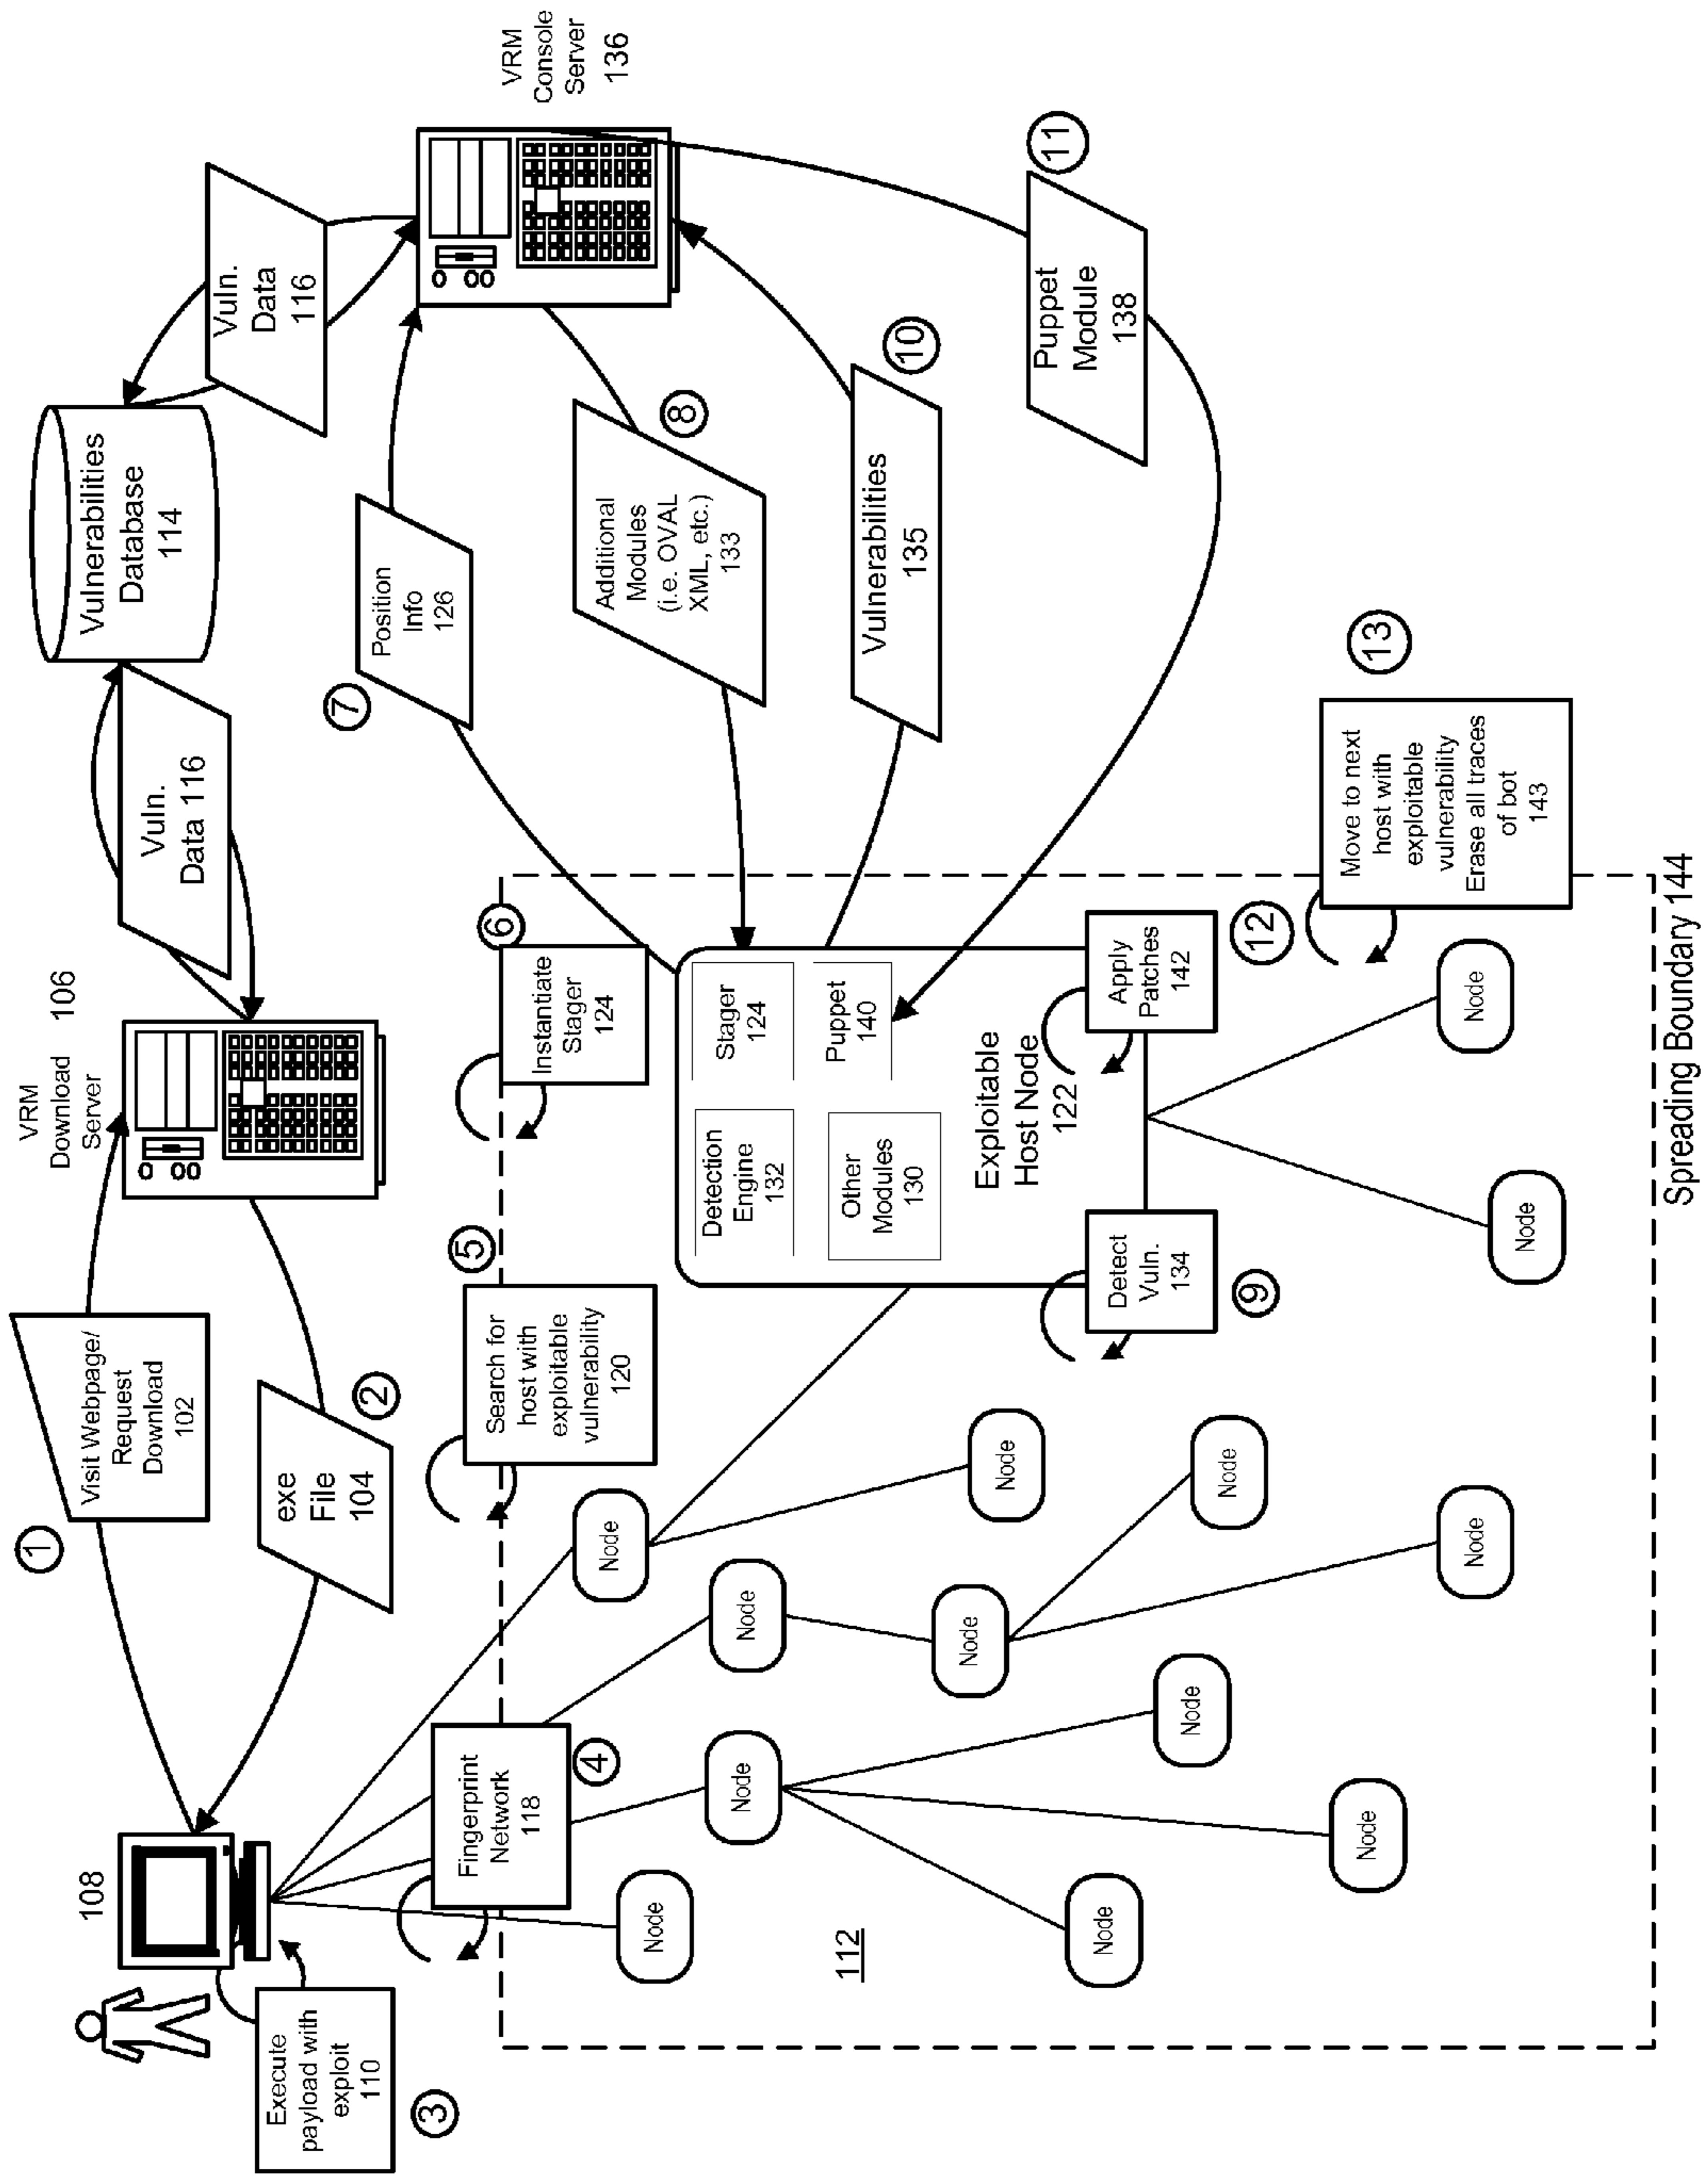 1
Visit Webpage/
Request
Download
102
VRM
Download
Server
106
Vuln.
Data 116
Vulnerabilities
Database
114
Vuln.
Data
116
VRM
Console
Server
136
108
2
exe
File
104
3
Execute
payload with
exploit
110
4
Fingerprint
Network
118
5
Search for
host with
exploitable
vulnerability
120
6
Instantiate
Stager
124
7
Position
Info
126
8
Additional
Modules
(i.e. OVAL
XML, etc.)
133
10
Vulnerabilities
135
11
Puppet
Module
138
Detection
Engine
132
Stager
124
Other
Modules
130
Puppet
140
Exploitable
Host Node
122
9
Detect
Vuln.
134
12
Apply
Patches
142
13
Move to next
host with
exploitable
vulnerability
Erase all traces
of bot
143
112
Node
Node
Node
Node
Node
Node
Node
Node
Node
Node
Node
Node
Node
Spreading Boundary 144